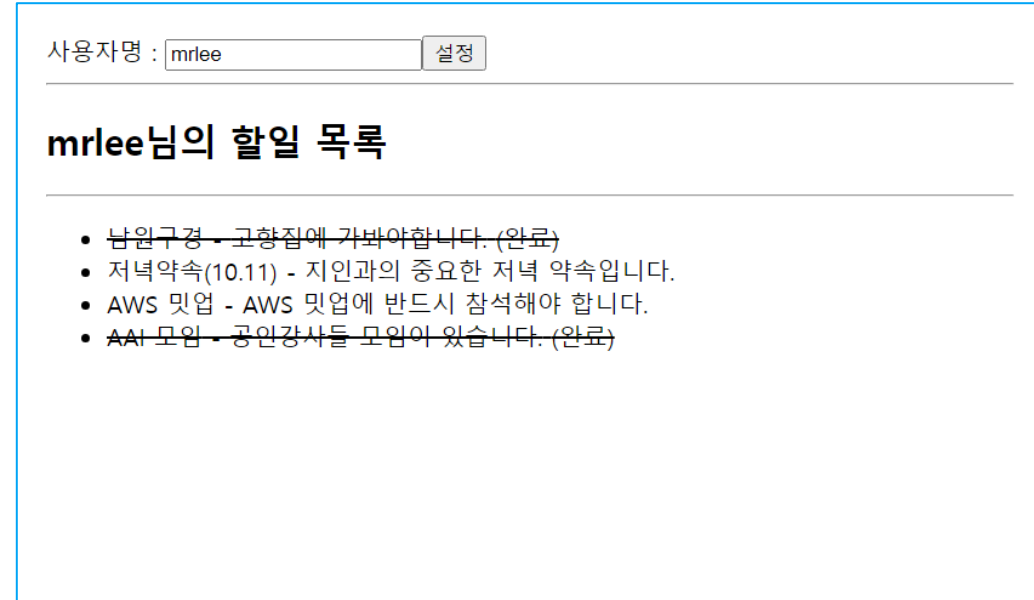 사용자명 : mrlee 설정
mrlee님의 할일 목록
남원구경 - 고향집에 가봐야합니다. (완료)
저녁약속(10.11) - 지인과의 중요한 저녁 약속입니다.
AWS 밋업 - AWS 밋업에 반드시 참석해야 합니다.
AAI 모임 - 공인강사들 모임이 있습니다. (완료)